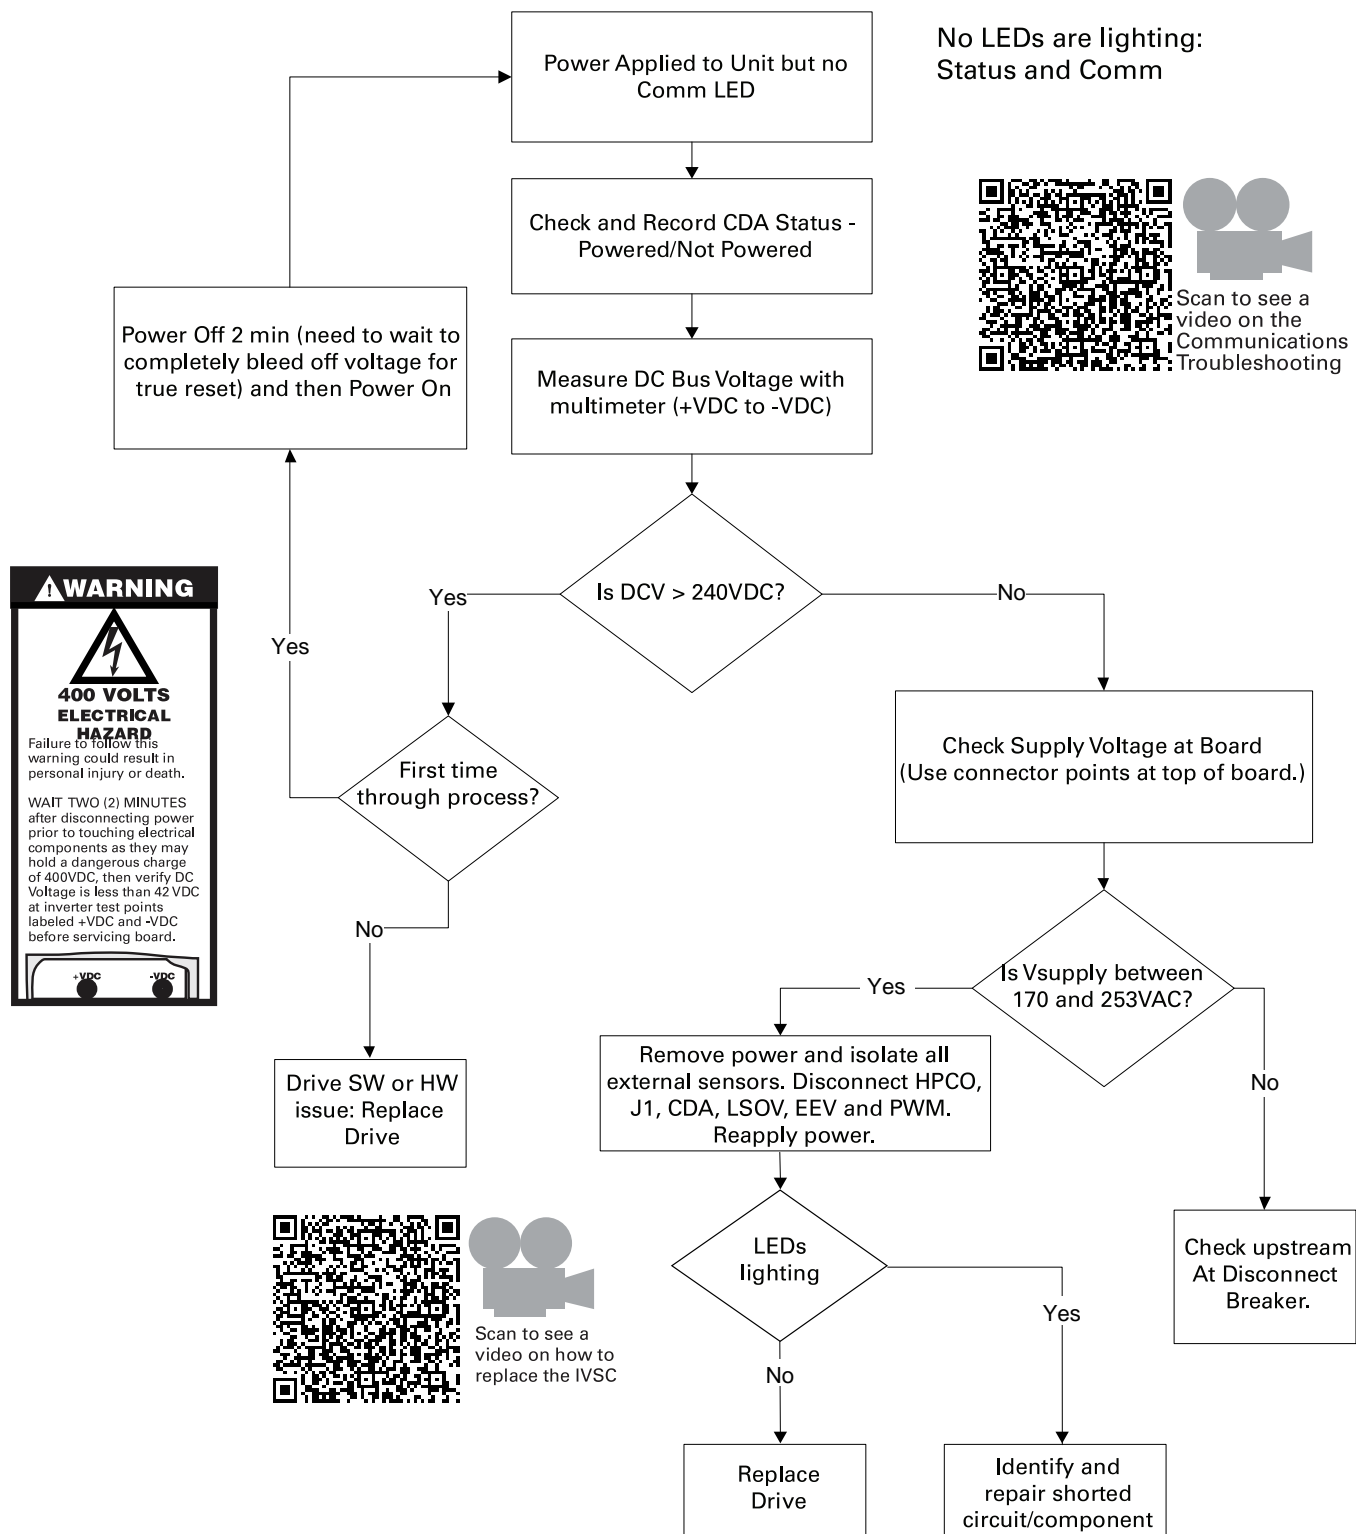 No LEDs are lighting:
Status and Comm
Power Applied to Unit but no
Comm LED
Check and Record CDA Status -
Powered/Not Powered
Scan to see a
video on the
Communications
Troubleshooting
Power Off 2 min (need to wait to
completely bleed off voltage for
true reset) and then Power On
Measure DC Bus Voltage with
multimeter (+VDC to -VDC)
Is DCV > 240VDC?
Yes
No
Yes
WARNING
400 VOLTS
ELECTRICAL
HAZARD
Failure to follow this
warning could result in
personal injury or death.
WAIT TWO (2) MINUTES
after disconnecting power
prior to touching electrical
components as they may
hold a dangerous charge
of 400VDC, then verify DC
Voltage is less than 42 VDC
at inverter test points
labeled +VDC and -VDC
before servicing board.
+VDC
-VDC
First time
through process?
Check Supply Voltage at Board
(Use connector points at top of board.)
No
Is Vsupply between
170 and 253VAC?
Yes
No
Drive SW or HW
issue: Replace
Drive
Remove power and isolate all
external sensors. Disconnect HPCO,
J1, CDA, LSOV, EEV and PWM.
Reapply power.
LEDs
lighting
Check upstream
At Disconnect
Breaker.
Yes
No
Scan to see a
video on how to
replace the IVSC
Replace
Drive
Identify and
repair shorted
circuit/component